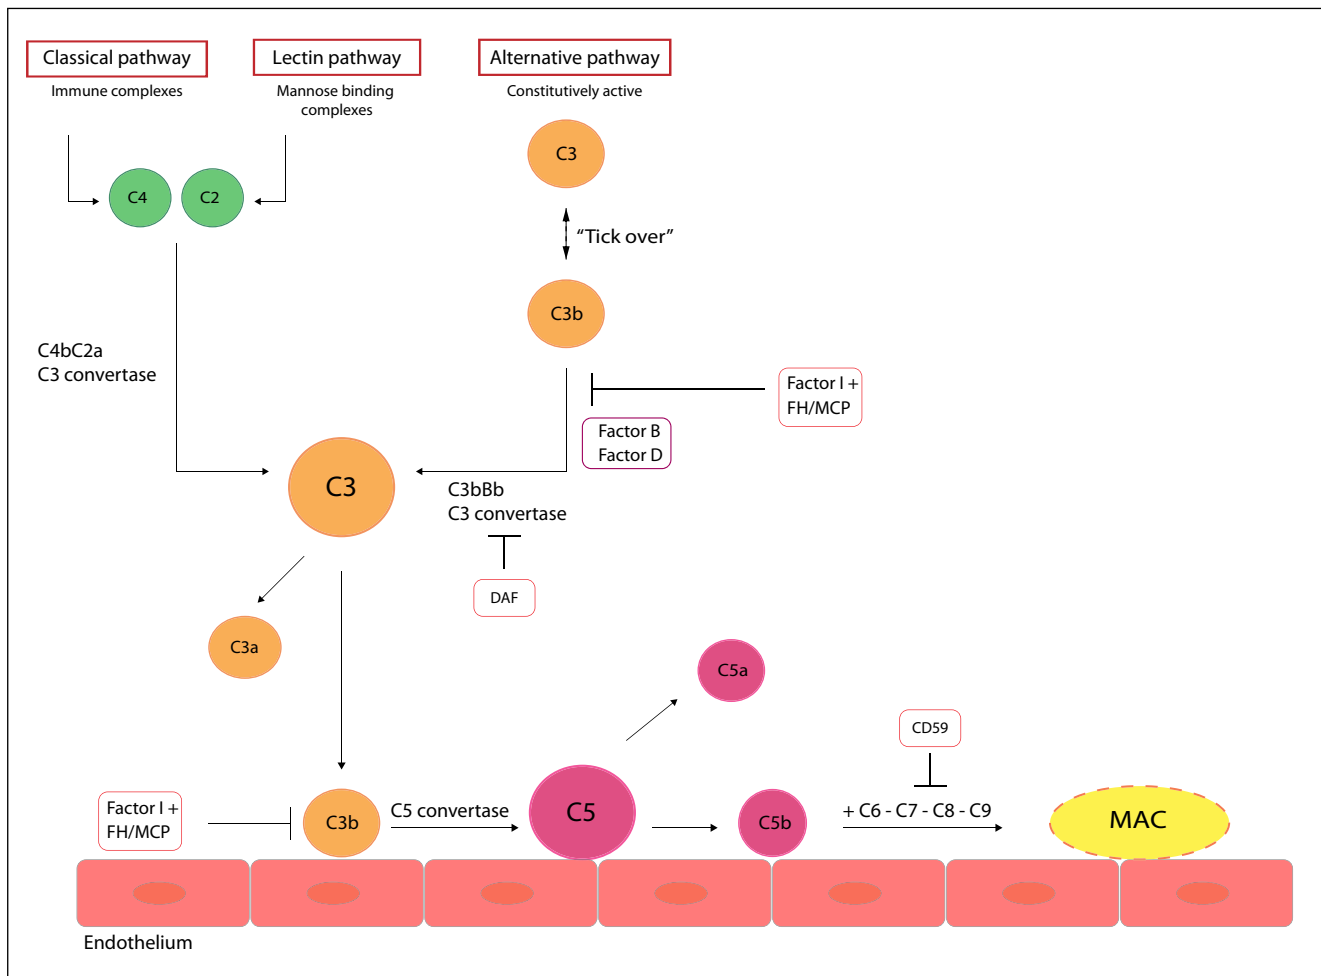 Classical pathway
Immune complexes
Lectin pathway
Mannose binding
complexes
Alternative pathway
Constitutively active
C3
C4
C2
“Tick over”
C3b
C4bC2a
C3 convertase
Factor I +
FH/MCP
Factor B
Factor D
C3
C3bBb
C3 convertase
DAF
C3a
C5a
CD59
Factor I +
FH/MCP
C3b
C5 convertase
C5
C5b
+ C6 - C7 - C8 - C9
MAC
Endothelium